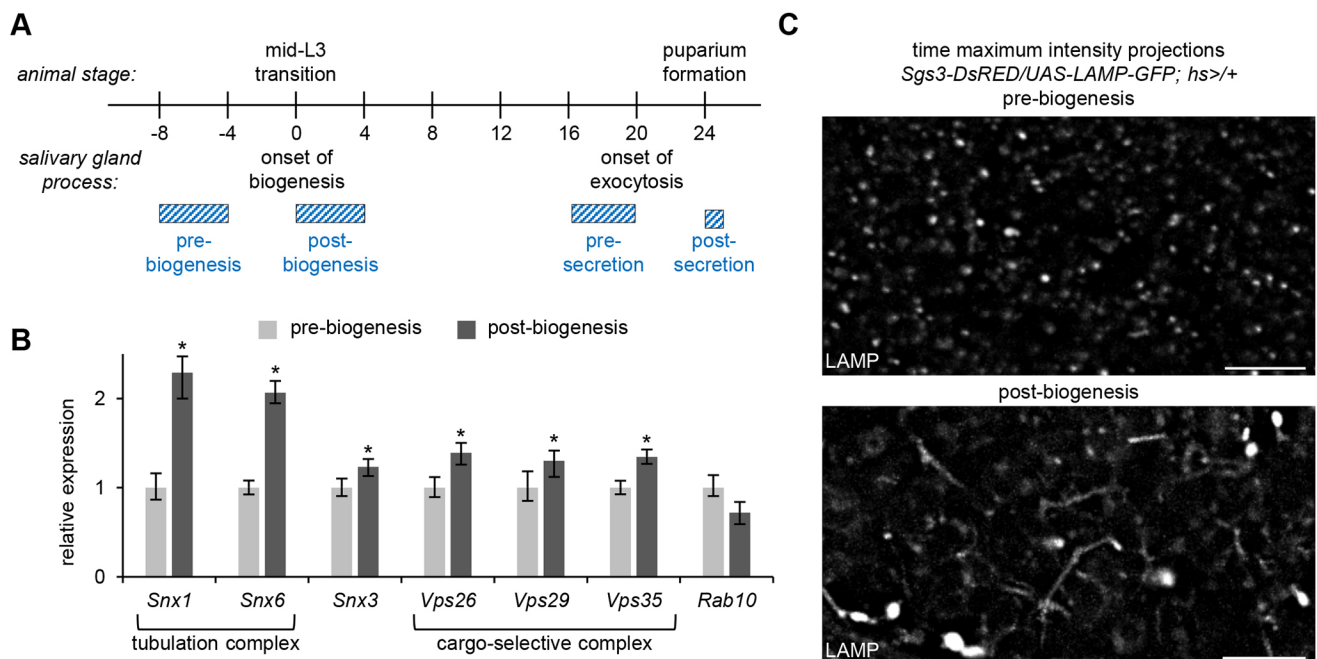 A
animal stage:
mid-L3
transition
puparium
formation
-8 -4 0 4 8 12 16 20 24
salivary gland
process:
onset of
biogenesis
onset of
exocytosis
pre-
biogenesis
post-
biogenesis
pre-
secretion
post-
secretion
B
pre-biogenesis post-biogenesis
relative expression
2
1
0
* * * * * *
Snx1 Snx6 Snx3 Vps26 Vps29 Vps35 Rab10
tubulation complex cargo-selective complex
C
time maximum intensity projections
Sgs3-DsRED/UAS-LAMP-GFP; hs>/+
pre-biogenesis
LAMP
post-biogenesis
LAMP